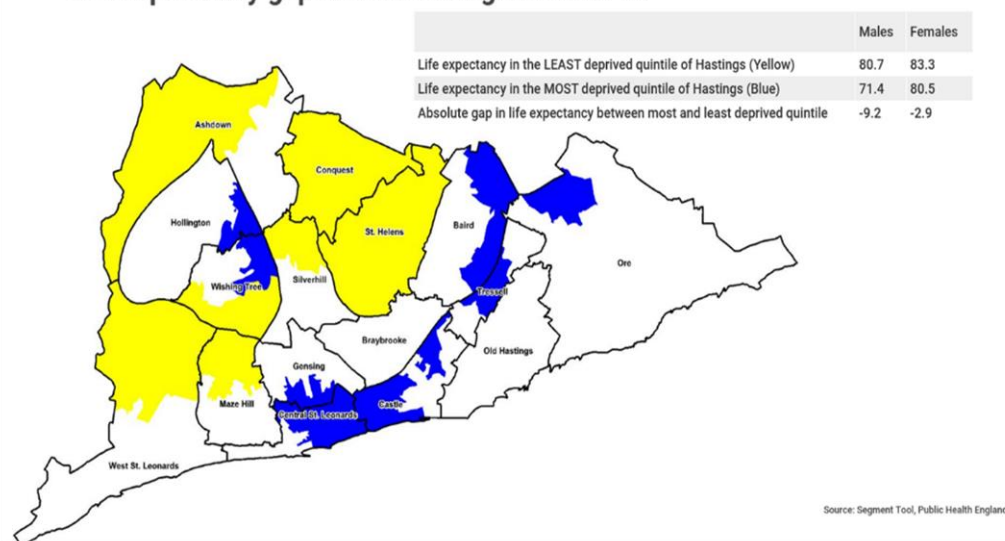 Males Females
Life expectancy in the LEAST deprived quintile of Hastings (Yellow) 80.7 83.3
Life expectancy in the MOST deprived quintile of Hastings (Blue) 71.4 80.5
Absolute gap in life expectancy between most and least deprived quintile -9.2 -2.9
Ashdown
Conquest
Hollington
St. Helens
Baird
Ore
Silverhill
Wishing Tree
Tressell
Braybrooke
Old Hastings
Gensing
Maze Hill
Castle
Central St. Leonards
West St. Leonards
Source: Segment Tool, Public Health England